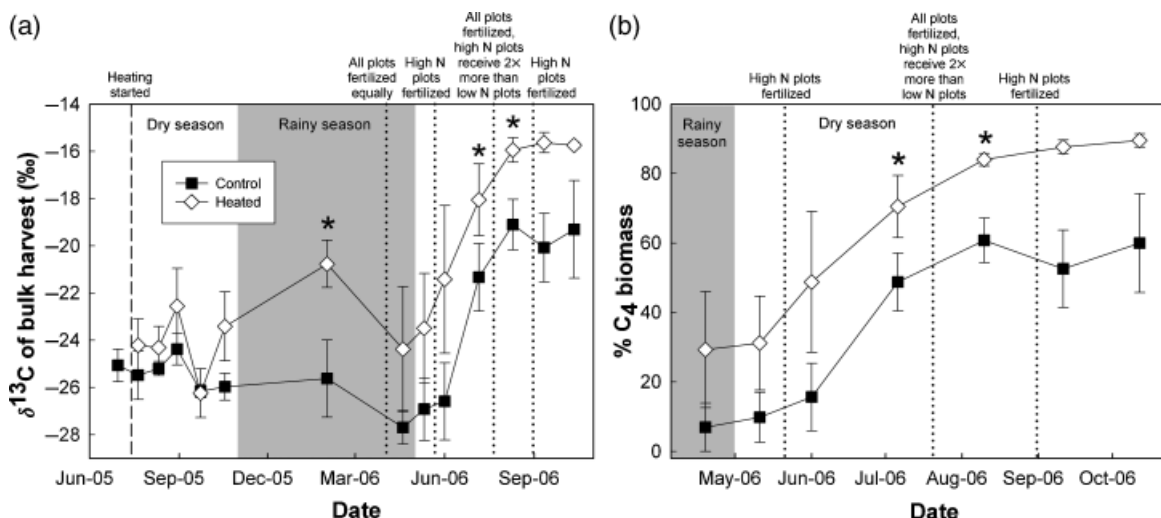 (a)
Heating
started
All plots
fertilized
equally
High N
plots
fertilized
All plots
fertilized,
high N plots
receive 2×
more than
low N plots
High N
plots
fertilized
−14
−16
−18
−20
−22
−24
−26
−28
δ13C of bulk harvest (‰)
Dry season
Rainy season
Control
Heated
*
*
*
Jun-05
Sep-05
Dec-05
Mar-06
Jun-06
Sep-06
Date
(b)
High N plots
fertilized
All plots
fertilized,
high N plots
receive 2×
more than
low N plots
High N plots
fertilized
100
80
60
40
20
0
% C4 biomass
Rainy
season
Dry season
*
*
May-06
Jun-06
Jul-06
Aug-06
Sep-06
Oct-06
Date